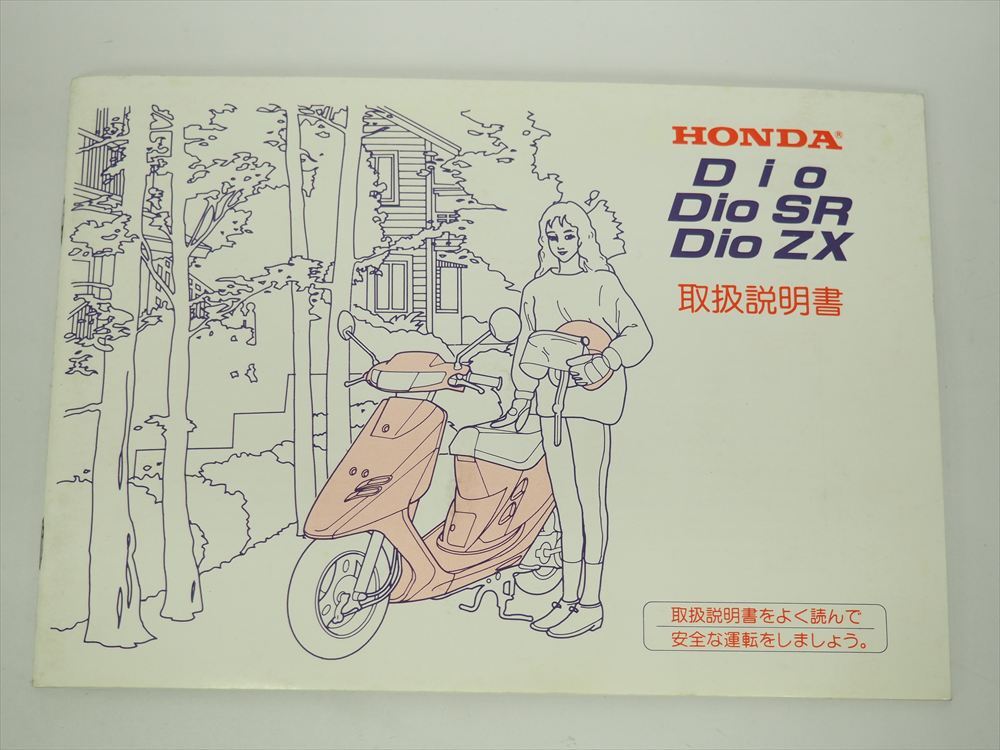 HONDA®
Dio
Dio SR
Dio ZX
取扱説明書
取扱説明書をよく読んで
安全な運転をしましょう。